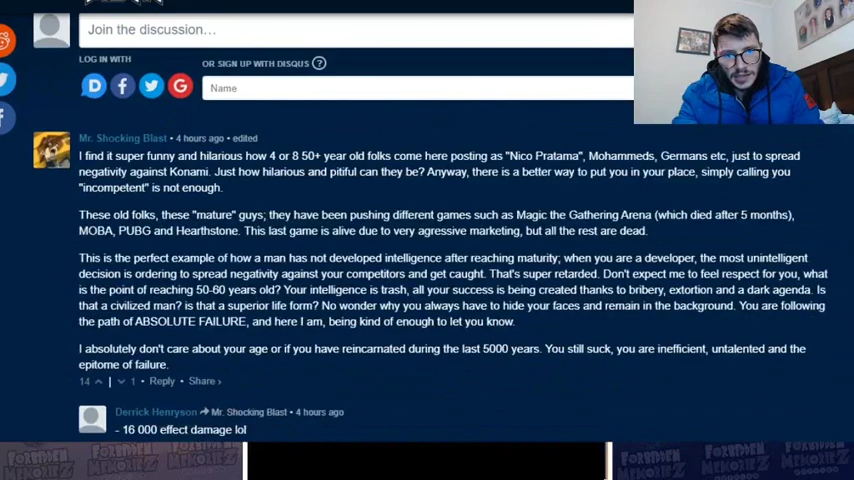 Join the discussion…
LOG IN WITH
OR SIGN UP WITH DISQUS ?
Name
Mr. Shocking Blast • 4 hours ago • edited
I find it super funny and hilarious how 4 or 8 50+ year old folks come here posting as "Nico Pratama", Mohammeds, Germans etc, just to spread
negativity against Konami. Just how hilarious and pitiful can they be? Anyway, there is a better way to put you in your place, simply calling you
"incompetent" is not enough.
These old folks, these "mature" guys; they have been pushing different games such as Magic the Gathering Arena (which died after 5 months),
MOBA, PUBG and Hearthstone. This last game is alive due to very agressive marketing, but all the rest are dead.
This is the perfect example of how a man has not developed intelligence after reaching maturity; when you are a developer, the most unintelligent
decision is ordering to spread negativity against your competitors and get caught. That's super retarded. Don't expect me to feel respect for you, what
is the point of reaching 50-60 years old? Your intelligence is trash, all your success is being created thanks to bribery, extortion and a dark agenda. Is
that a civilized man? is that a superior life form? No wonder why you always have to hide your faces and remain in the background. You are following
the path of ABSOLUTE FAILURE, and here I am, being kind of enough to let you know.
I absolutely don't care about your age or if you have reincarnated during the last 5000 years. You still suck, you are inefficient, untalented and the
epitome of failure.
14 | 1 • Reply • Share ›
Derrick Henryson Mr. Shocking Blast • 4 hours ago
- 16 000 effect damage lol
FORBIDDEN MEMORIEZ
FORBIDDEN MEMORIEZ
FORBIDDEN MEMORIEZ
FORBIDDEN MEMORIEZ